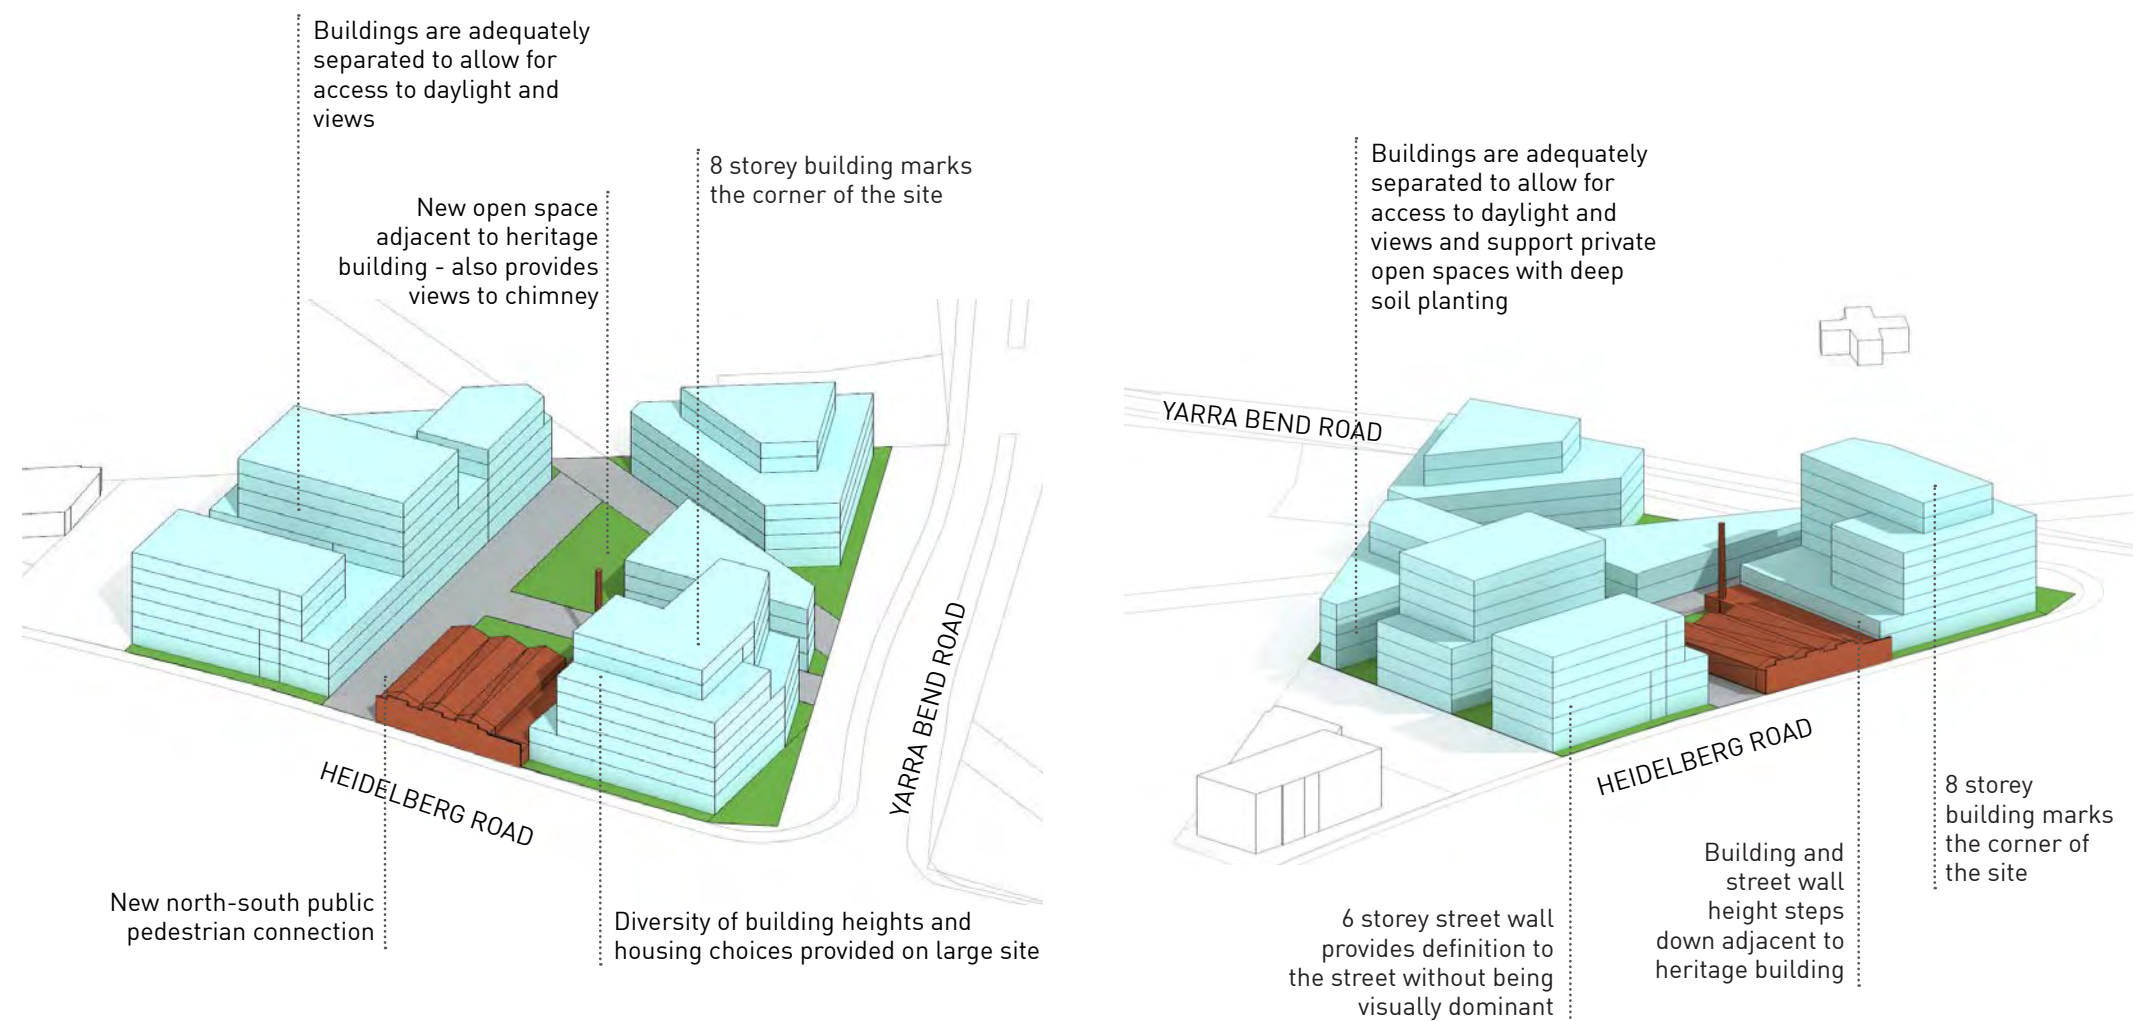 Buildings are adequately
separated to allow for
access to daylight and
views
8 storey building marks
the corner of the site
New open space
adjacent to heritage
building - also provides
views to chimney
YARRA BEND ROAD
HEIDELBERG ROAD
New north-south public
pedestrian connection
Diversity of building heights and
housing choices provided on large site
Buildings are adequately
separated to allow for
access to daylight and
views and support private
open spaces with deep
soil planting
YARRA BEND ROAD
HEIDELBERG ROAD
8 storey
building marks
the corner of
the site
Building and
street wall
height steps
down adjacent to
heritage building
6 storey street wall
provides definition to
the street without being
visually dominant